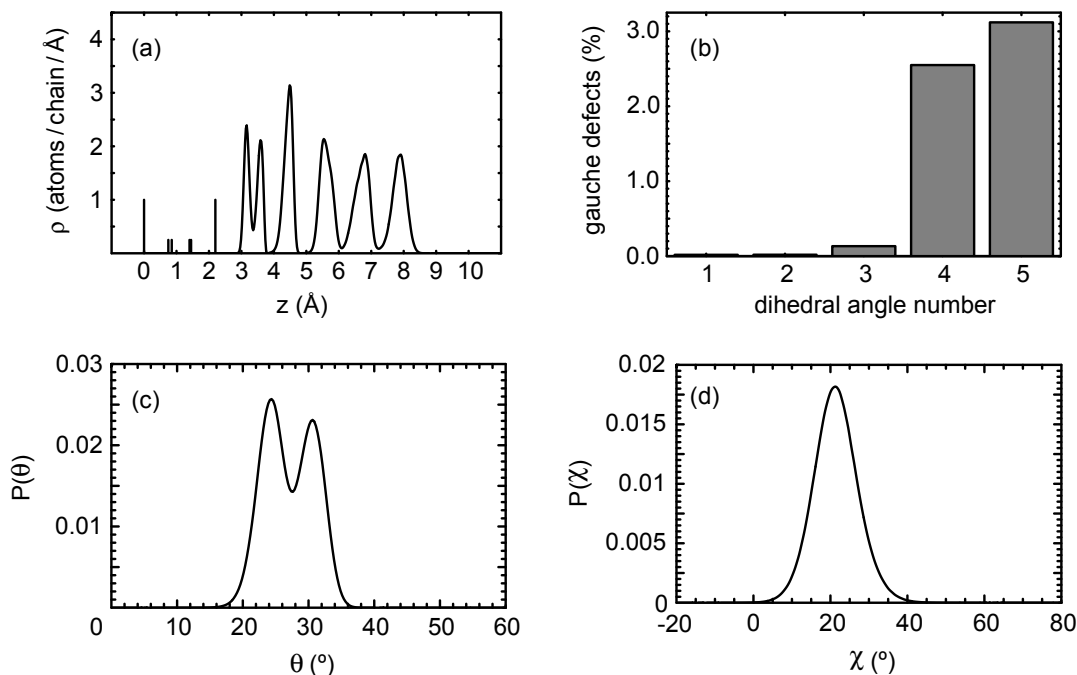 (a)
4
3
2
1
ρ (atoms / chain / Å)
0 1 2 3 4 5 6 7 8 9 10
z (Å)
(b)
3.0
2.0
1.0
0.0
gauche defects (%)
1 2 3 4 5
dihedral angle number
(c)
0.03
0.02
0.01
P(θ)
0 10 20 30 40 50 60
θ (º)
(d)
0.02
0.015
0.01
0.005
0
P(χ)
-20 0 20 40 60 80
χ (º)